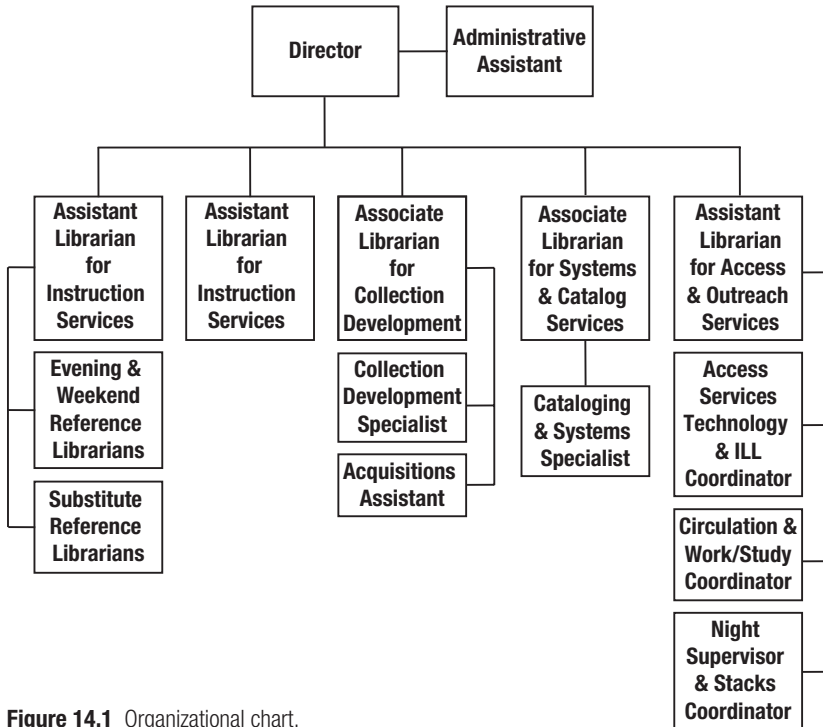 Director
Administrative
Assistant
Assistant
Librarian
for
Instruction
Services
Assistant
Librarian
for
Instruction
Services
Associate
Librarian
for
Collection
Development
Associate
Librarian
for Systems
& Catalog
Services
Assistant
Librarian
for Access
& Outreach
Services
Evening &
Weekend
Reference
Librarians
Collection
Development
Specialist
Cataloging
& Systems
Specialist
Access
Services
Technology
& ILL
Coordinator
Substitute
Reference
Librarians
Acquisitions
Assistant
Circulation &
Work/Study
Coordinator
Night
Supervisor
& Stacks
Coordinator
Figure 14.1 Organizational chart.